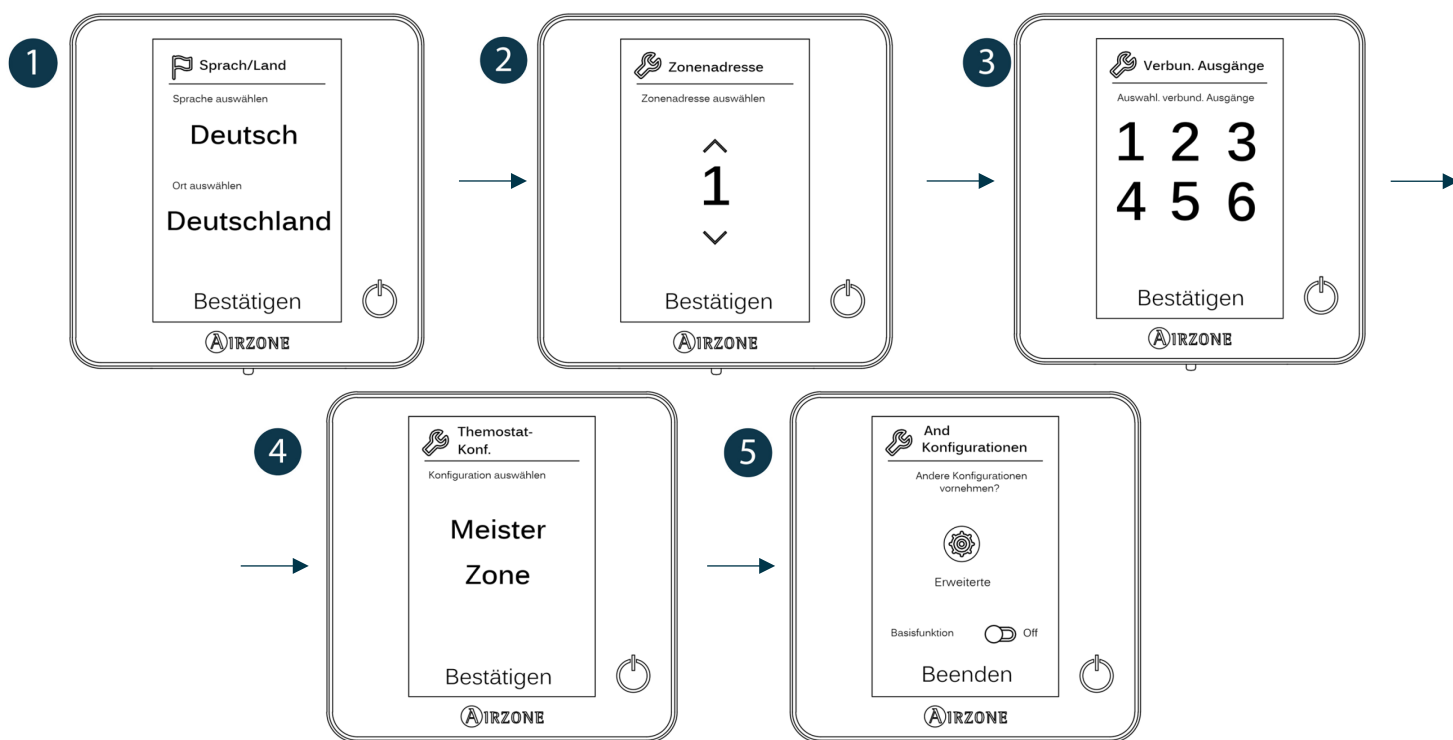 1
Sprach/Land
Sprache auswählen
Deutsch
Ort auswählen
Deutschland
Bestätigen
AIRZONE
2
Zonenadresse
Zonenadresse auswählen
1
Bestätigen
AIRZONE
3
Verbun. Ausgänge
Auswahl. verbund. Ausgänge
1 2 3
4 5 6
Bestätigen
AIRZONE
4
Themostat-
Konf.
Konfiguration auswählen
Meister
Zone
Bestätigen
AIRZONE
5
And
Konfigurationen
Andere Konfigurationen
vornehmen?
Erweiterte
Basisfunktion Off
Beenden
AIRZONE